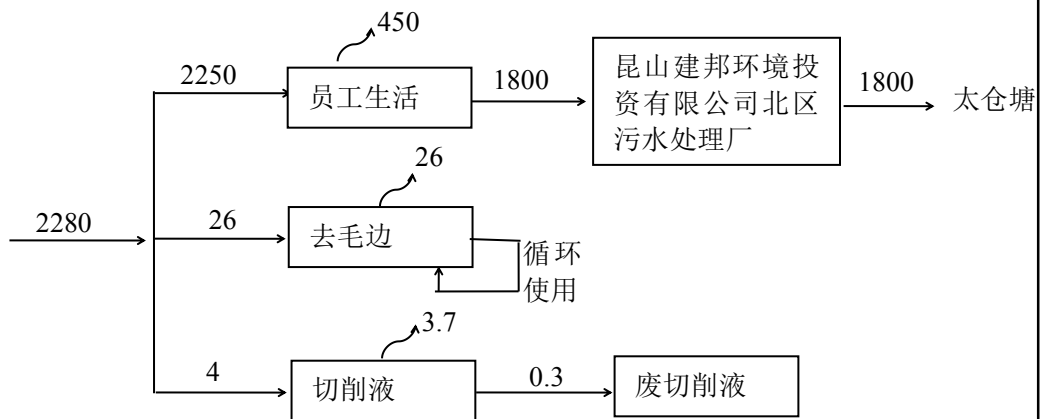 450
2250
员工生活
1800
昆山建邦环境投
资有限公司北区
污水处理厂
1800
太仓塘
26
2280
26
去毛边
循环
使用
3.7
4
切削液
0.3
废切削液